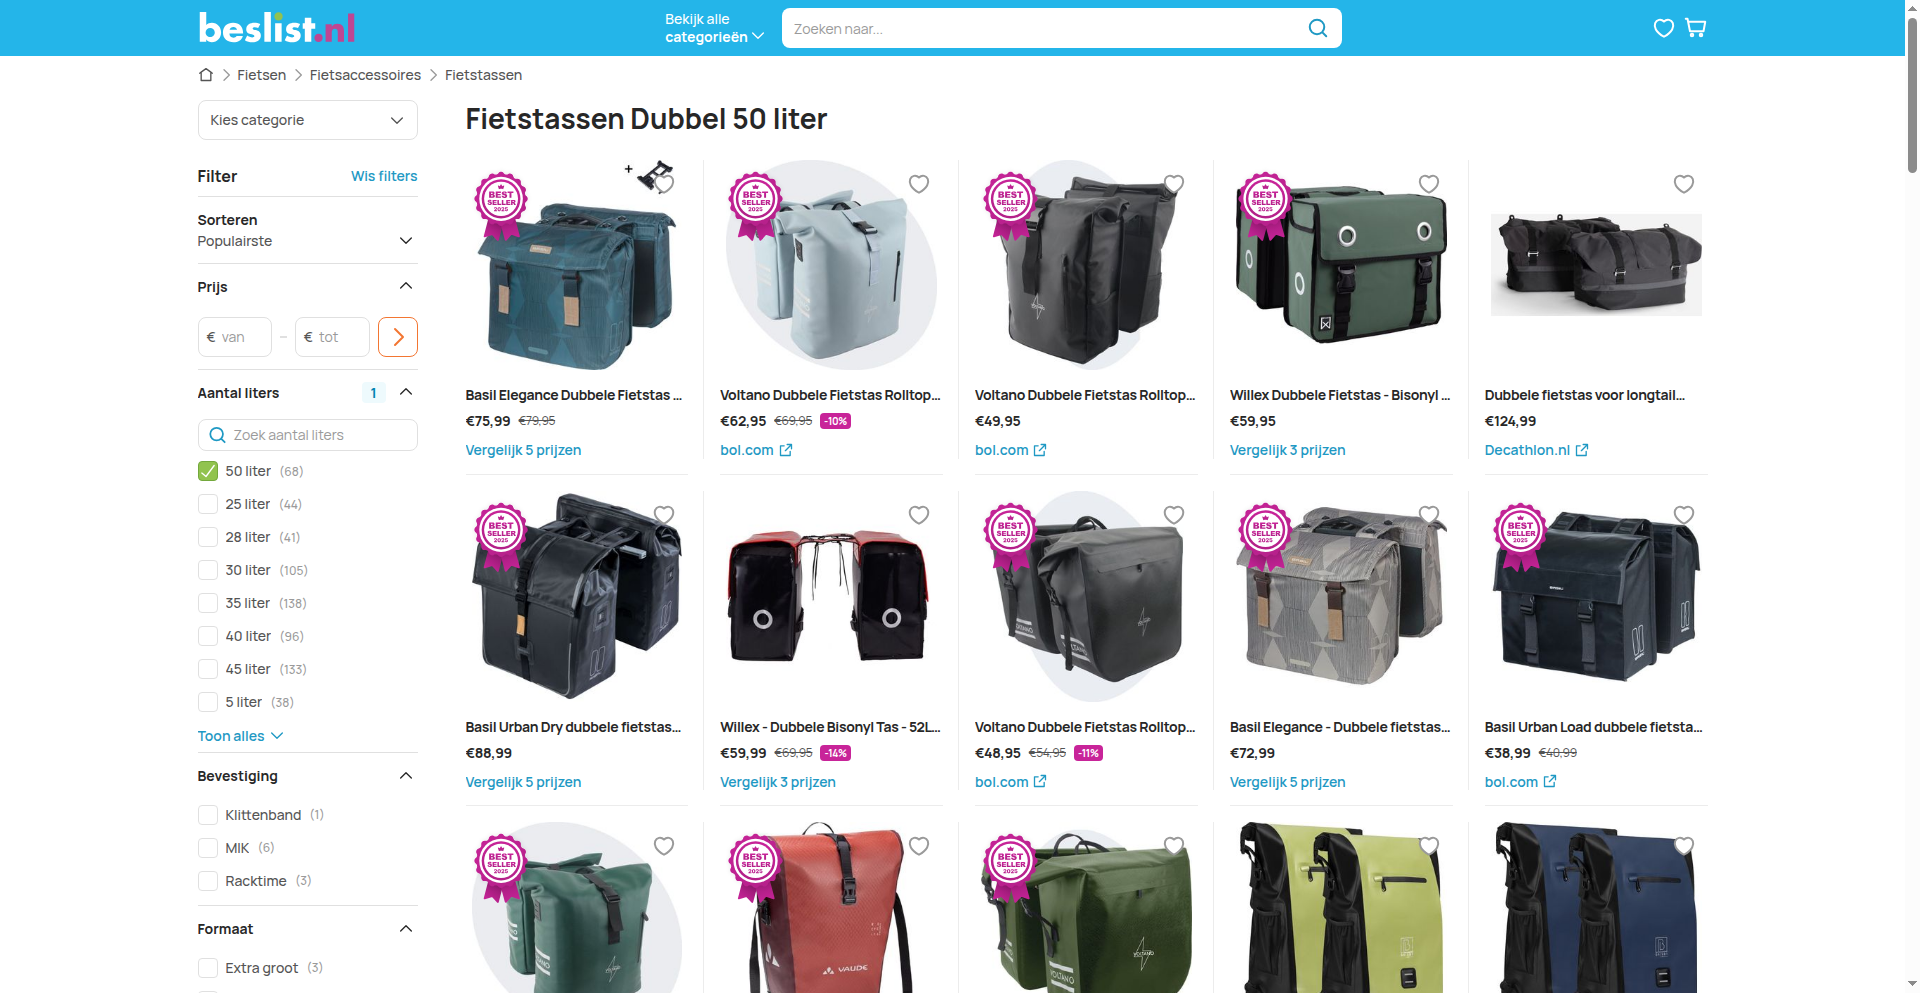 beslist.nl
Bekijk alle
categorieën
Zoeken naar...
Fietsen
Fietsaccessoires
Fietstassen
Kies categorie
Fietstassen Dubbel 50 liter
Filter
Wis filters
Sorteren
Populairste
Prijs
€ van
–
€ tot
Aantal liters
1
Zoek aantal liters
50 liter (68)
25 liter (44)
28 liter (41)
30 liter (105)
35 liter (138)
40 liter (96)
45 liter (133)
5 liter (38)
Toon alles
Bevestiging
Klittenband (1)
MIK (6)
Racktime (3)
Formaat
Extra groot (3)
BEST
SELLER
2025
+
Basil Elegance Dubbele Fietstas ...
€75,99 €79,95
Vergelijk 5 prijzen
BEST
SELLER
2025
Voltano Dubbele Fietstas Rolltop...
€62,95 €69,95 -10%
bol.com
BEST
SELLER
2025
Voltano Dubbele Fietstas Rolltop...
€49,95
bol.com
BEST
SELLER
2025
Willex Dubbele Fietstas - Bisonyl ...
€59,95
Vergelijk 3 prijzen
Dubbele fietstas voor longtail...
€124,99
Decathlon.nl
BEST
SELLER
2025
Basil Urban Dry dubbele fietstas...
€88,99
Vergelijk 5 prijzen
Willex - Dubbele Bisonyl Tas - 52L...
€59,99 €69,95 -14%
Vergelijk 3 prijzen
BEST
SELLER
2025
VOLTANO
Voltano Dubbele Fietstas Rolltop...
€48,95 €54,95 -11%
bol.com
BEST
SELLER
2025
Basil Elegance - Dubbele fietstas...
€72,99
Vergelijk 5 prijzen
BEST
SELLER
2025
Basil Urban Load dubbele fietsta...
€38,99 €40,99
bol.com
BEST
SELLER
2025
BEST
SELLER
2025
VAUDE
BEST
SELLER
2025
VOLTANO